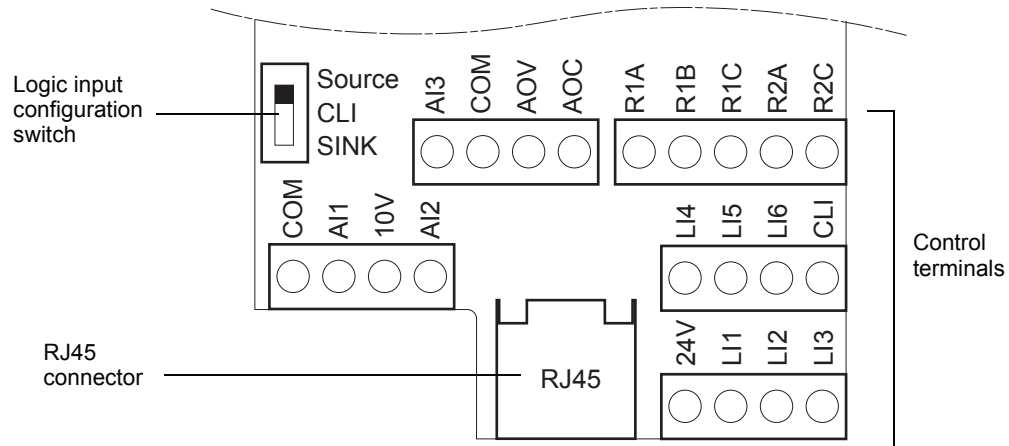 Logic input
configuration
switch
Source
CLI
SINK
AI3 COM AOV AOC
R1A R1B R1C R2A R2C
COM AI1 10V AI2
LI4 LI5 LI6 CLI
Control
terminals
RJ45
connector
RJ45
24V LI1 LI2 LI3